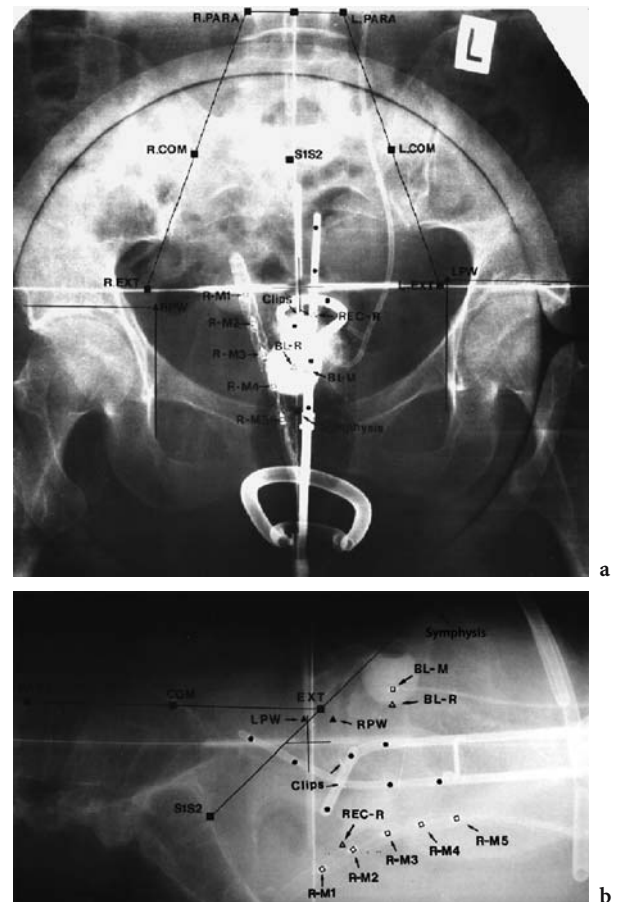 R.PARA
L.PARA
L
R.COM
S1S2
L.COM
R.EXT
L.EXT
LPW
RPW
R-M1
Clips
REC-R
R-M2
BL-R
R-M3
BL-M
R-M4
R-M5
a
Symphysis
BL-M
COM
EXT
BL-R
LPW
RPW
Clips
S1S2
REC-R
R-M5
R-M4
R-M3
R-M2
R-M1
b